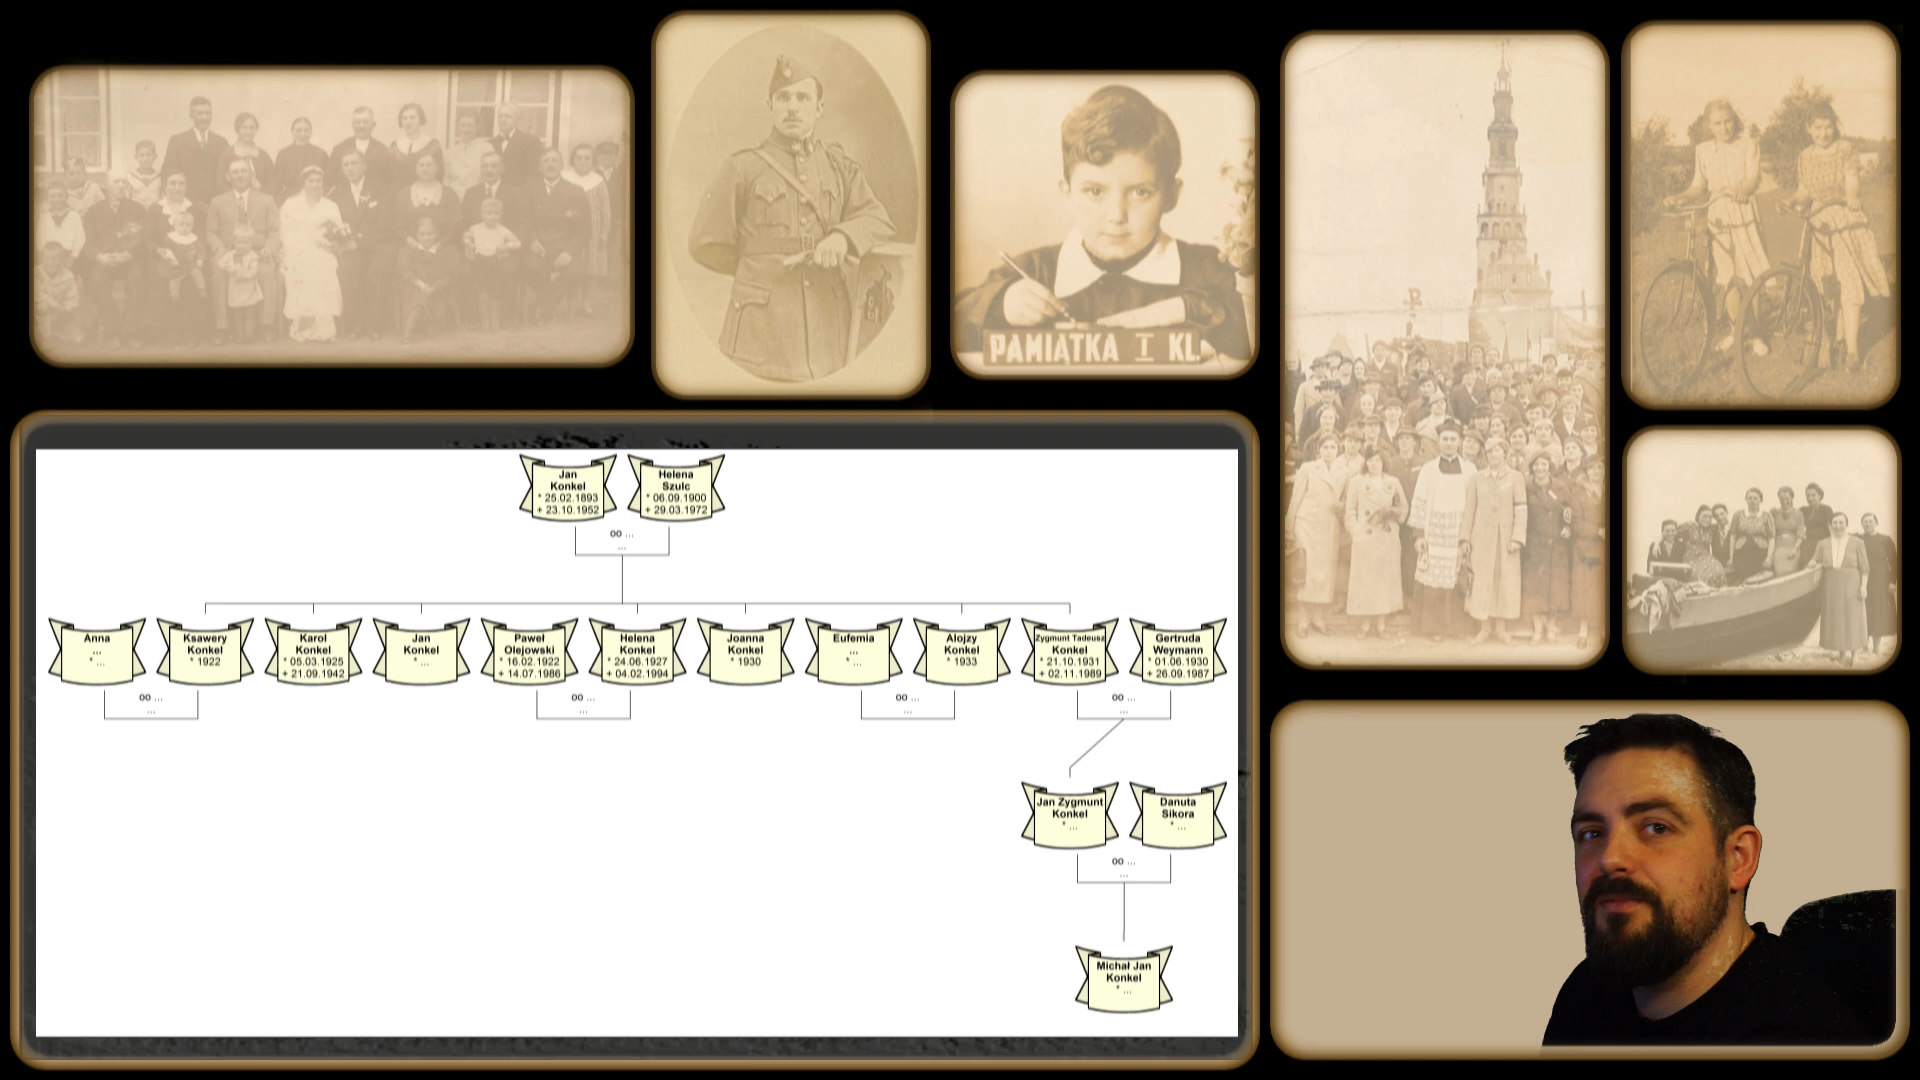 PAMIĄTKA I KL.
Jan
Konkel
* 25.02.1893
+ 23.10.1952
Helena
Szulc
* 06.09.1900
+ 29.03.1972
oo ...
...
Anna
...
* ...
Ksawery
Konkel
* 1922
Karol
Konkel
* 05.03.1925
+ 21.09.1942
Jan
Konkel
* ...
Paweł
Olejowski
* 16.02.1922
+ 14.07.1986
Helena
Konkel
* 24.06.1927
+ 04.02.1994
Joanna
Konkel
* 1930
Eufemia
...
* ...
Alojzy
Konkel
* 1933
Zygmunt Tadeusz
Konkel
* 21.10.1931
+ 02.11.1989
Gertruda
Weymann
* 01.06.1930
+ 26.09.1987
oo ...
...
oo ...
...
oo ...
...
oo ...
...
Jan Zygmunt
Konkel
* ...
Danuta
Sikora
* ...
oo ...
...
Michał Jan
Konkel
* ...